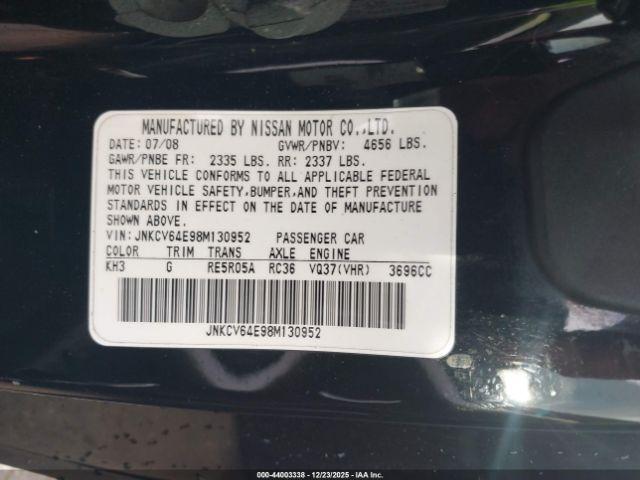 MANUFACTURED BY NISSAN MOTOR CO.,LTD.
DATE: 07/08 GVWR/PNBV: 4656 LBS.
GAWR/PNBE FR: 2335 LBS. RR: 2337 LBS.
THIS VEHICLE CONFORMS TO ALL APPLICABLE FEDERAL
MOTOR VEHICLE SAFETY,BUMPER,AND THEFT PREVENTION
STANDARDS IN EFFECT ON THE DATE OF MANUFACTURE
SHOWN ABOVE.
VIN: JNKCV64E98M130952 PASSENGER CAR
COLOR TRIM TRANS AXLE ENGINE
KH3 G RE5R05A RC36 VQ37(VHR) 3696CC
JNKCV64E98M130952
000-44003338 - 12/23/2025 - IAA Inc.